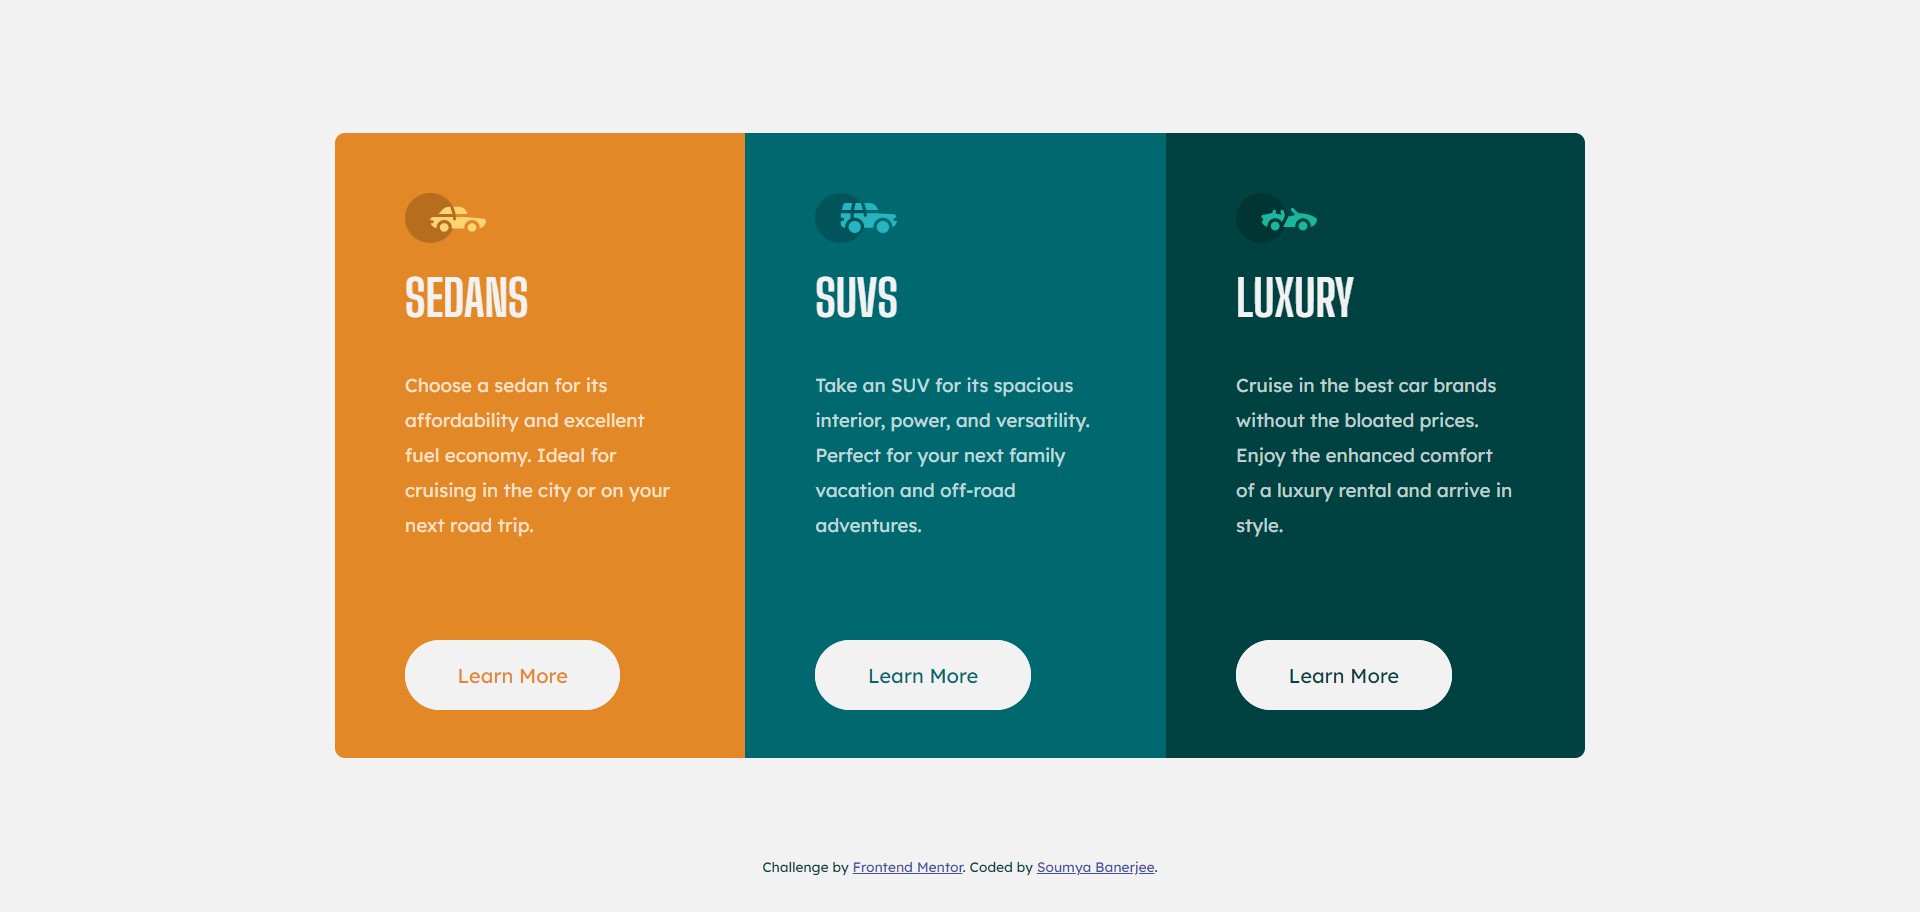 SEDANS
Choose a sedan for its
affordability and excellent
fuel economy. Ideal for
cruising in the city or on your
next road trip.
Learn More
SUVS
Take an SUV for its spacious
interior, power, and versatility.
Perfect for your next family
vacation and off-road
adventures.
Learn More
LUXURY
Cruise in the best car brands
without the bloated prices.
Enjoy the enhanced comfort
of a luxury rental and arrive in
style.
Learn More
Challenge by Frontend Mentor. Coded by Soumya Banerjee.